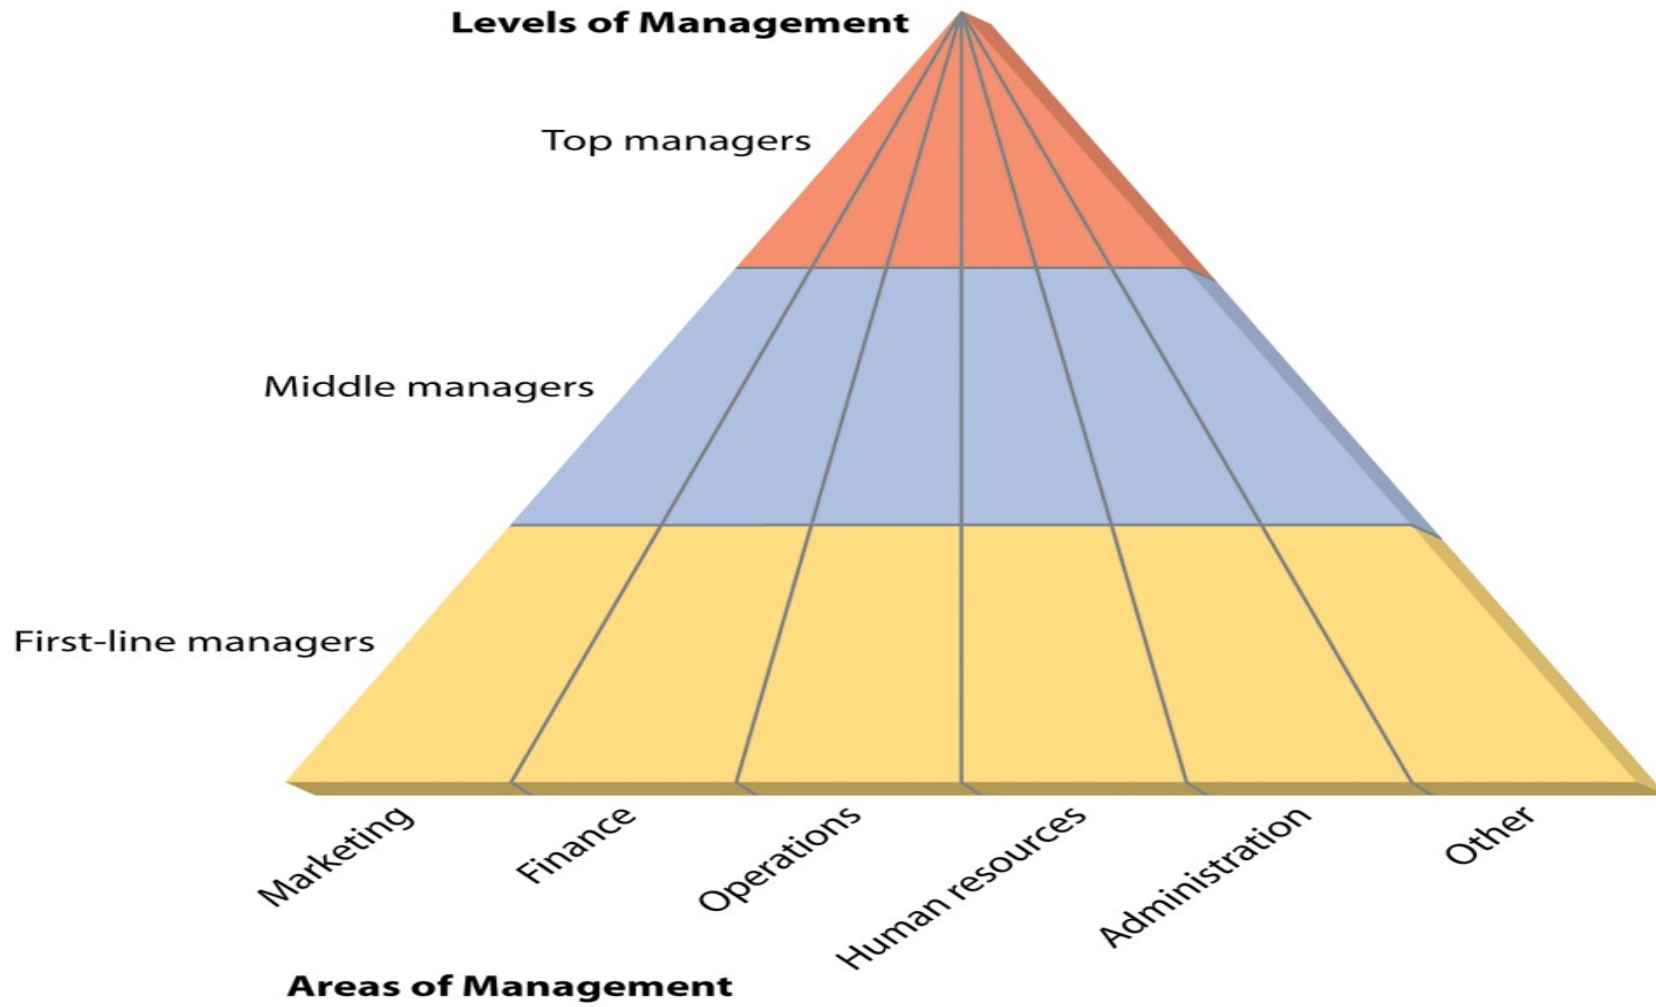 Levels of Management
Top managers
Middle managers
First-line managers
Marketing
Finance
Operations
Human resources
Administration
Other
Areas of Management